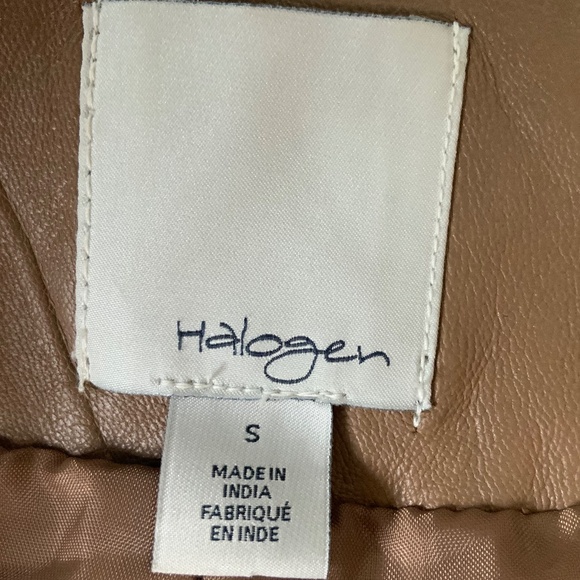 Halogen
S
MADE IN
INDIA
FABRIQUÉ
EN INDE